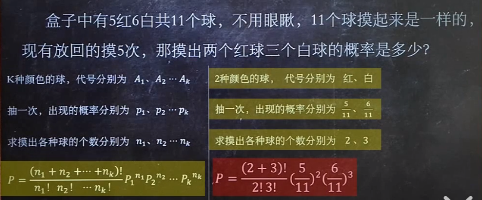 盒子中有5红6白共11个球，不用眼瞅，11个球摸起来是一样的，
现有放回的摸5次，那摸出两个红球三个白球的概率是多少？
K种颜色的球，代号分别为 A₁、A₂ ⋯ Aₖ
2种颜色的球， 代号分别为 红、白
抽一次，出现的概率分别为 p₁、p₂ ⋯ pₖ
抽一次，出现的概率分别为 5/11 、 6/11
求摸出各种球的个数分别为 n₁、n₂ ⋯ nₖ
求摸出各种球的个数分别为 2 、3
P = (n₁ + n₂ + ⋯ + nₖ)! / (n₁! n₂! ⋯ nₖ!) P₁^n₁ P₂^n₂ ⋯ Pₖ^nₖ
P = (2 + 3)! / (2! 3!) (5/11)² (6/11)³